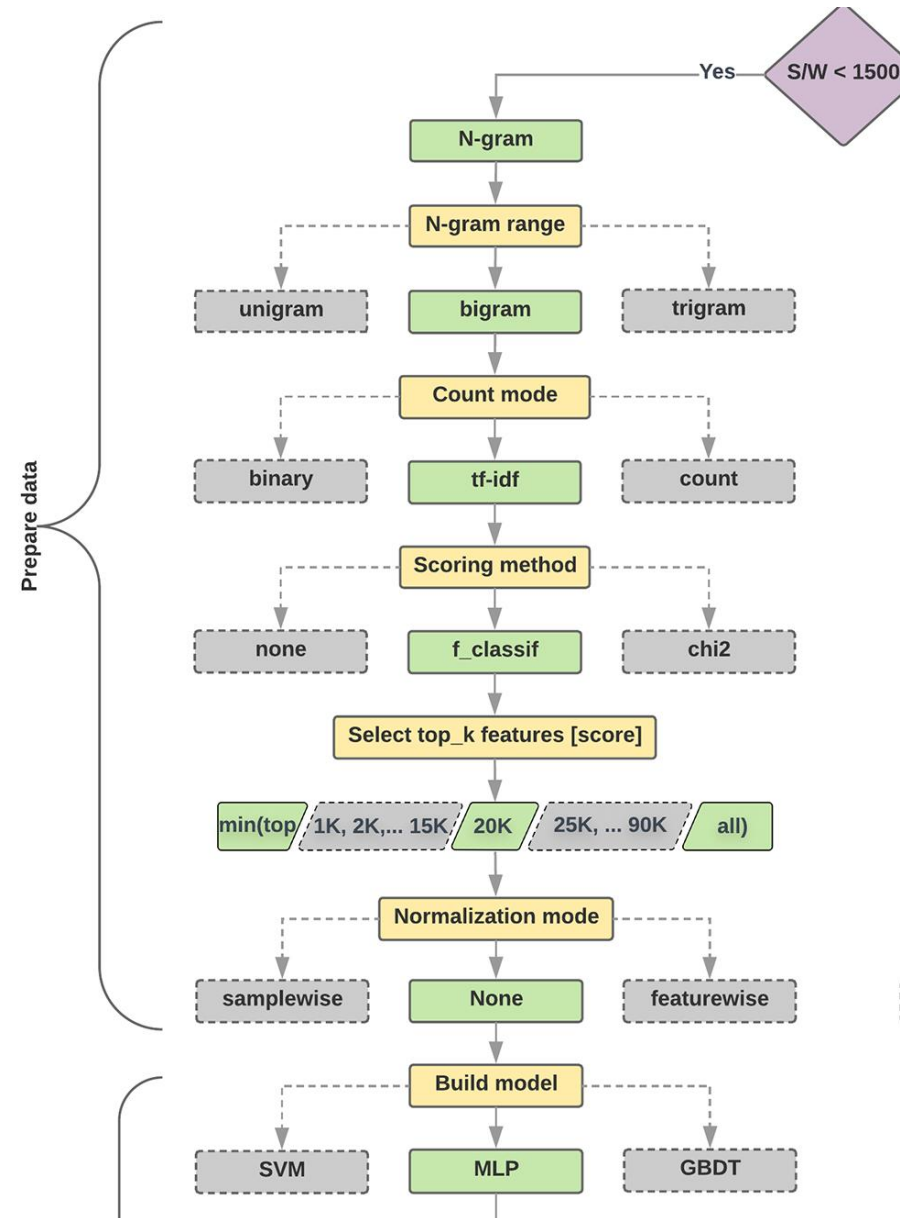 S/W < 1500
Yes
N-gram
N-gram range
unigram
bigram
trigram
Count mode
binary
tf-idf
count
Scoring method
none
f_classif
chi2
Select top_k features [score]
min(top
1K, 2K,... 15K
20K
25K, ... 90K
all)
Normalization mode
samplewise
None
featurewise
Build model
SVM
MLP
GBDT
Prepare data